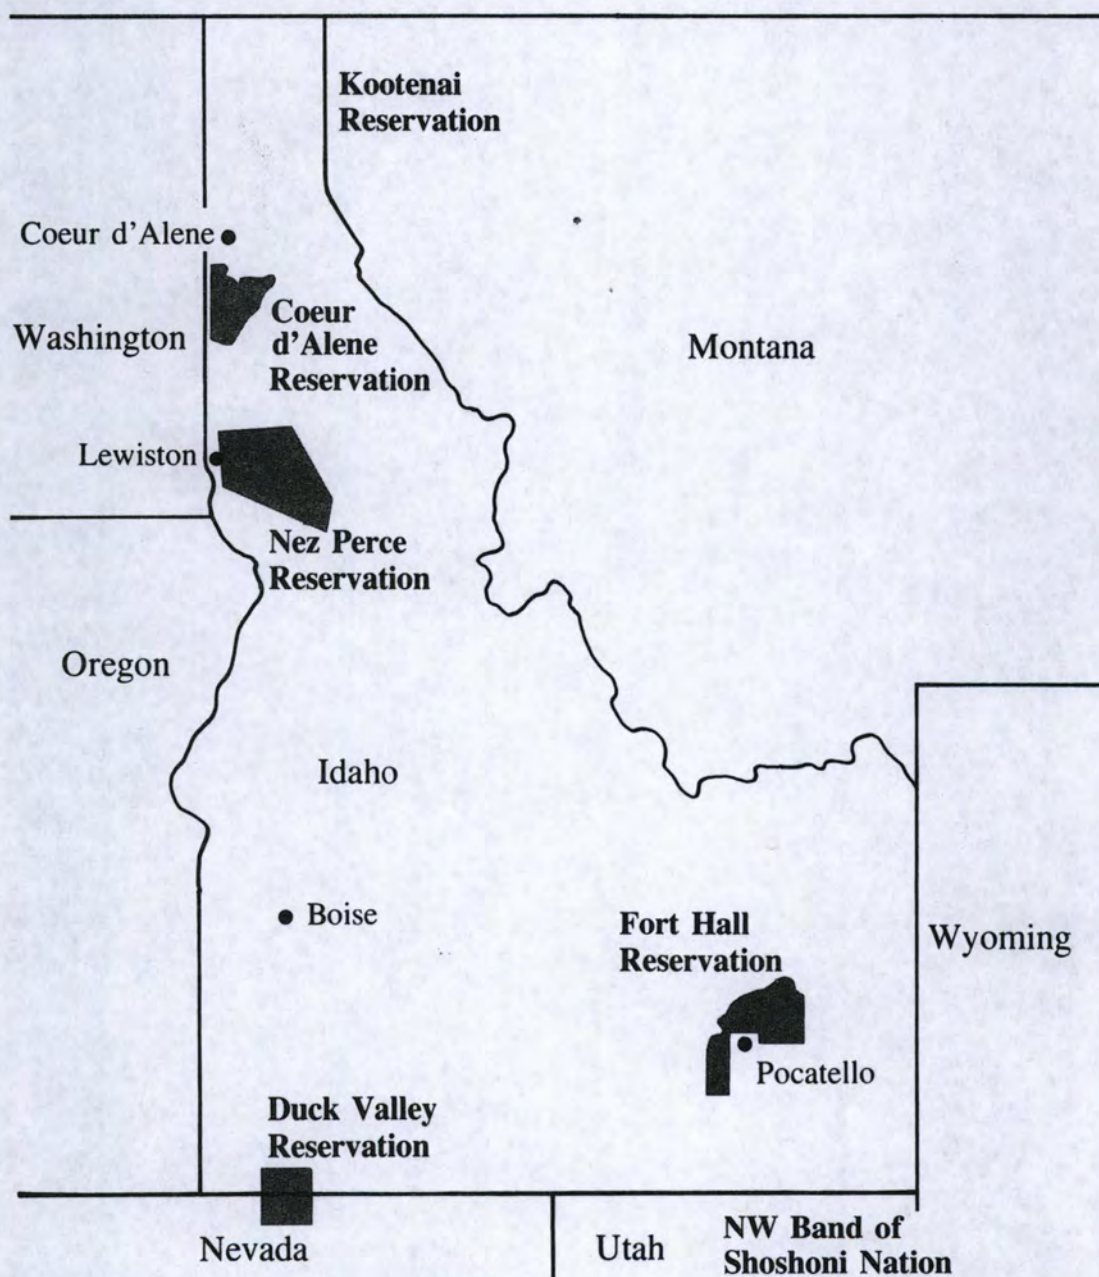 Kootenai
Reservation
Coeur d'Alene
Washington
Coeur
d'Alene
Reservation
Montana
Lewiston
Nez Perce
Reservation
Oregon
Idaho
Boise
Fort Hall
Reservation
Wyoming
Pocatello
Duck Valley
Reservation
Nevada
Utah
NW Band of
Shoshoni Nation